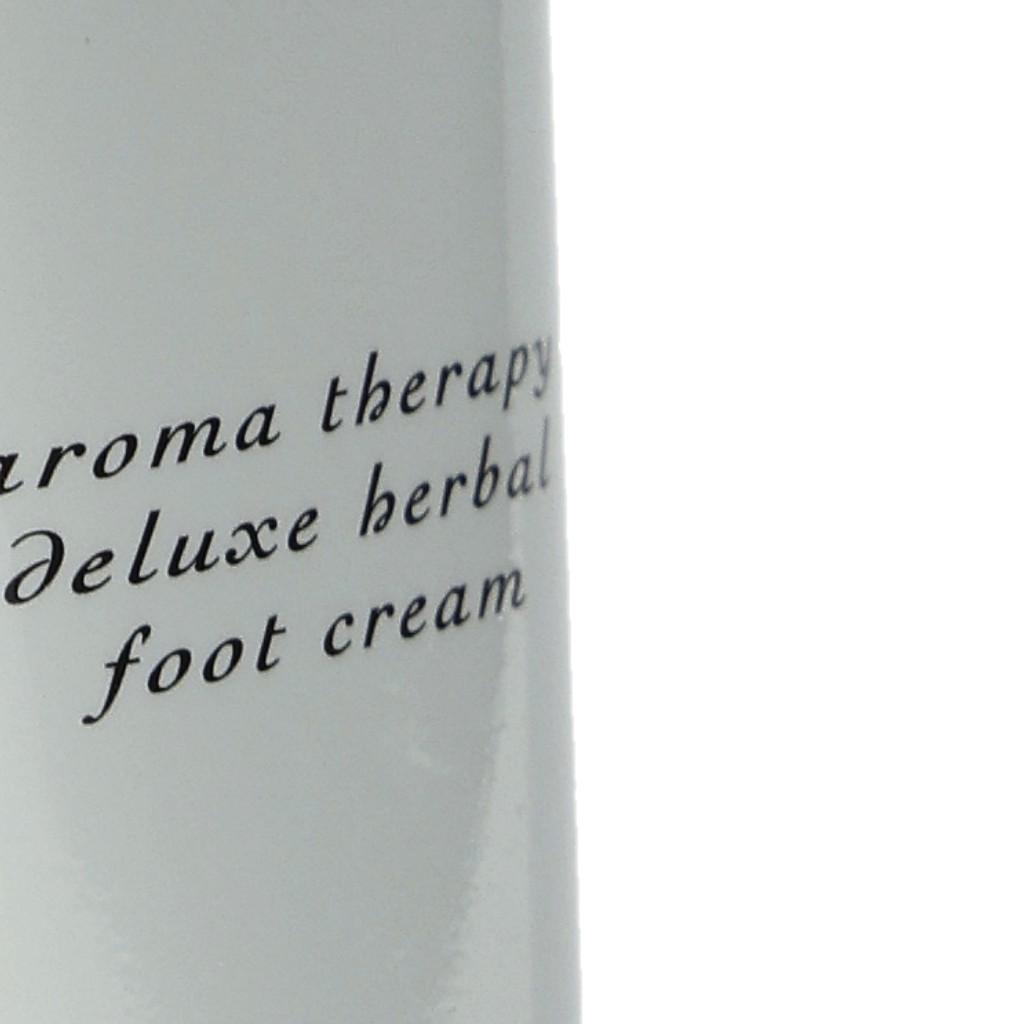 aroma therapy
deluxe herbal
foot cream